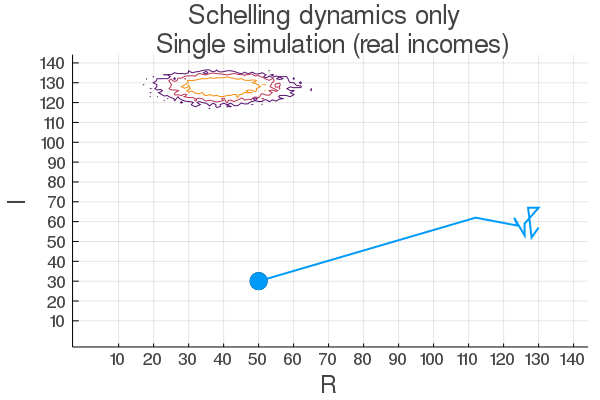 Schelling dynamics only
Single simulation (real incomes)
140
130
120
110
100
90
80
70
60
50
40
30
20
10
I
10 20 30 40 50 60 70 80 90 100 110 120 130 140
R